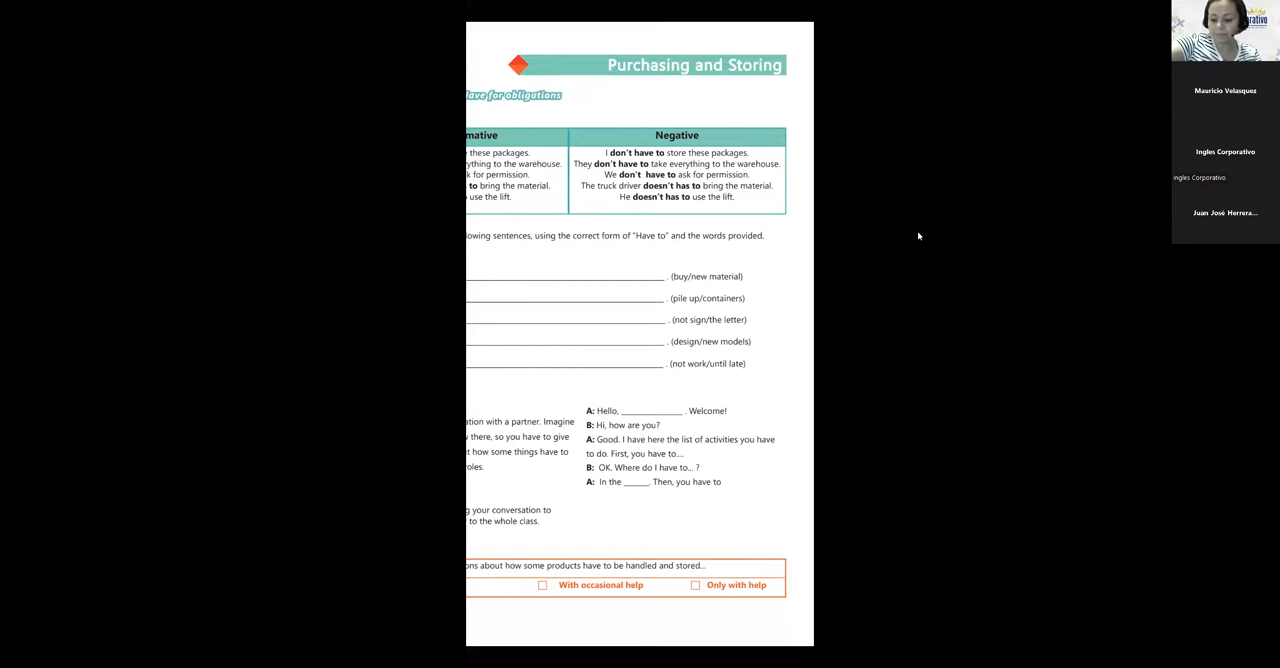 Purchasing and Storing
Have for obligations
mative
Negative
e these packages.
rything to the warehouse.
k for permission.
to bring the material.
use the lift.
I don't have to store these packages.
They don't have to take everything to the warehouse.
We don't have to ask for permission.
The truck driver doesn't has to bring the material.
He doesn't has to use the lift.
lowing sentences, using the correct form of "Have to" and the words provided.
. (buy/new material)
. (pile up/containers)
. (not sign/the letter)
. (design/new models)
. (not work/until late)
ation with a partner. Imagine
w there, so you have to give
t how some things have to
roles.
g your conversation to
to the whole class.
A: Hello, _______________ . Welcome!
B: Hi, how are you?
A: Good. I have here the list of activities you have
to do. First, you have to....
B: OK. Where do I have to... ?
A: In the ______. Then, you have to
ons about how some products have to be handled and stored...
With occasional help
Only with help
rativo
Mauricio Velasquez
Ingles Corporativo
Ingles Corporativo
Juan José Herrera...